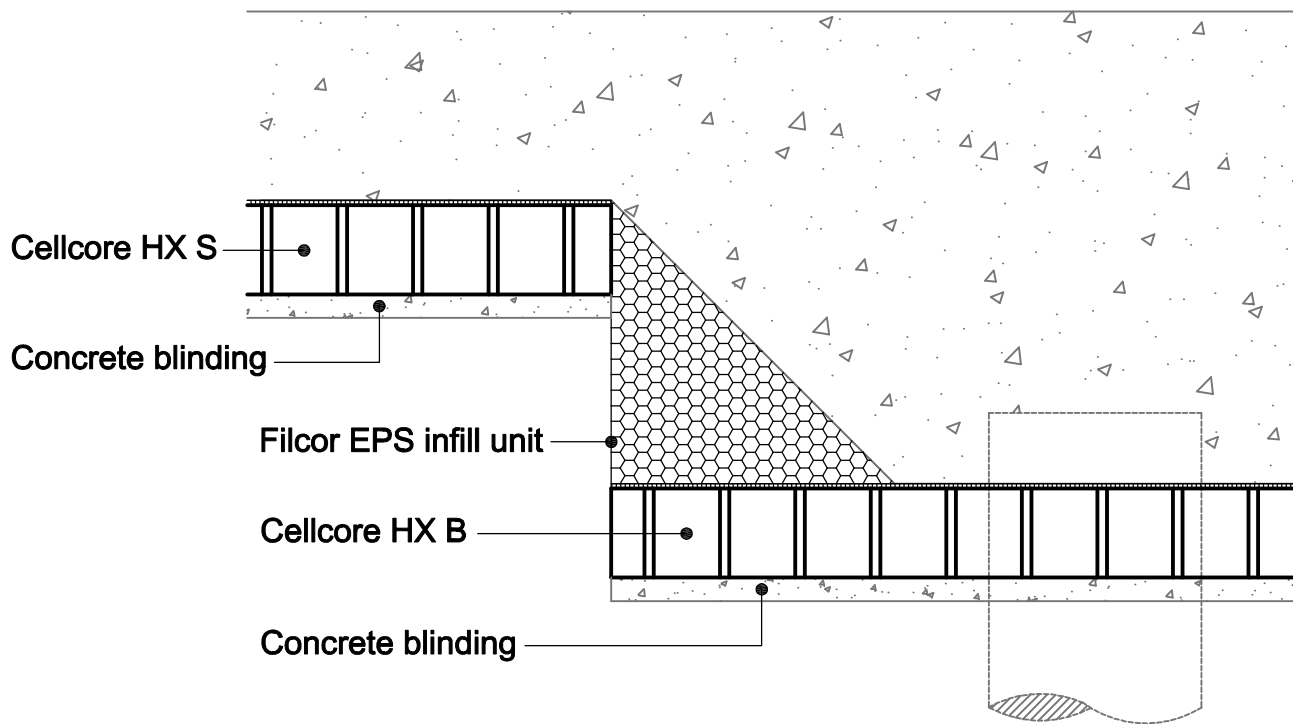 Cellcore HX S
Concrete blinding
Filcor EPS infill unit
Cellcore HX B
Concrete blinding